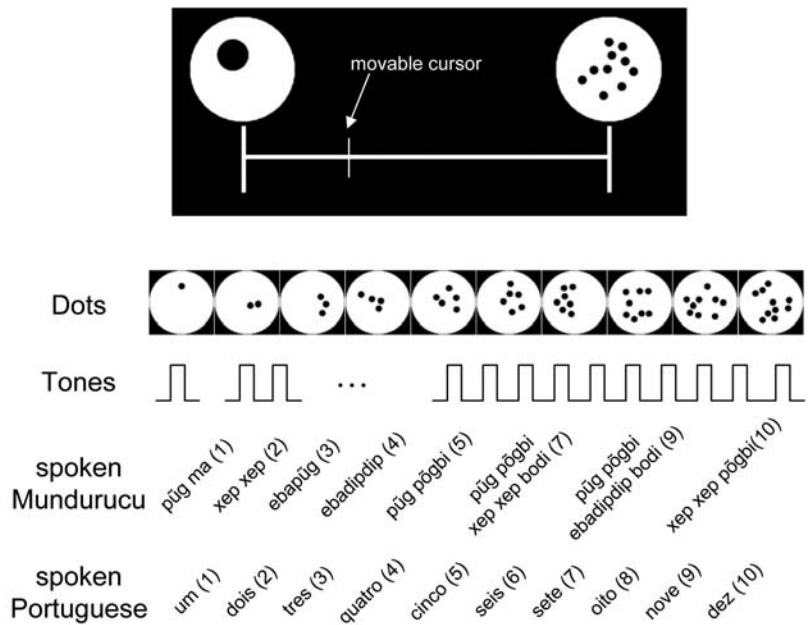 movable cursor
Dots
Tones
...
spoken
Mundurucu
pũg ma (1)
xep xep (2)
ebapũg (3)
ebadipdip (4)
pũg põgbi (5)
pũg põgbi
xep xep bodi (7)
pũg põgbi
ebadipdip bodi (9)
xep xep põgbi(10)
spoken
Portuguese
um (1)
dois (2)
tres (3)
quatro (4)
cinco (5)
seis (6)
sete (7)
oito (8)
nove (9)
dez (10)